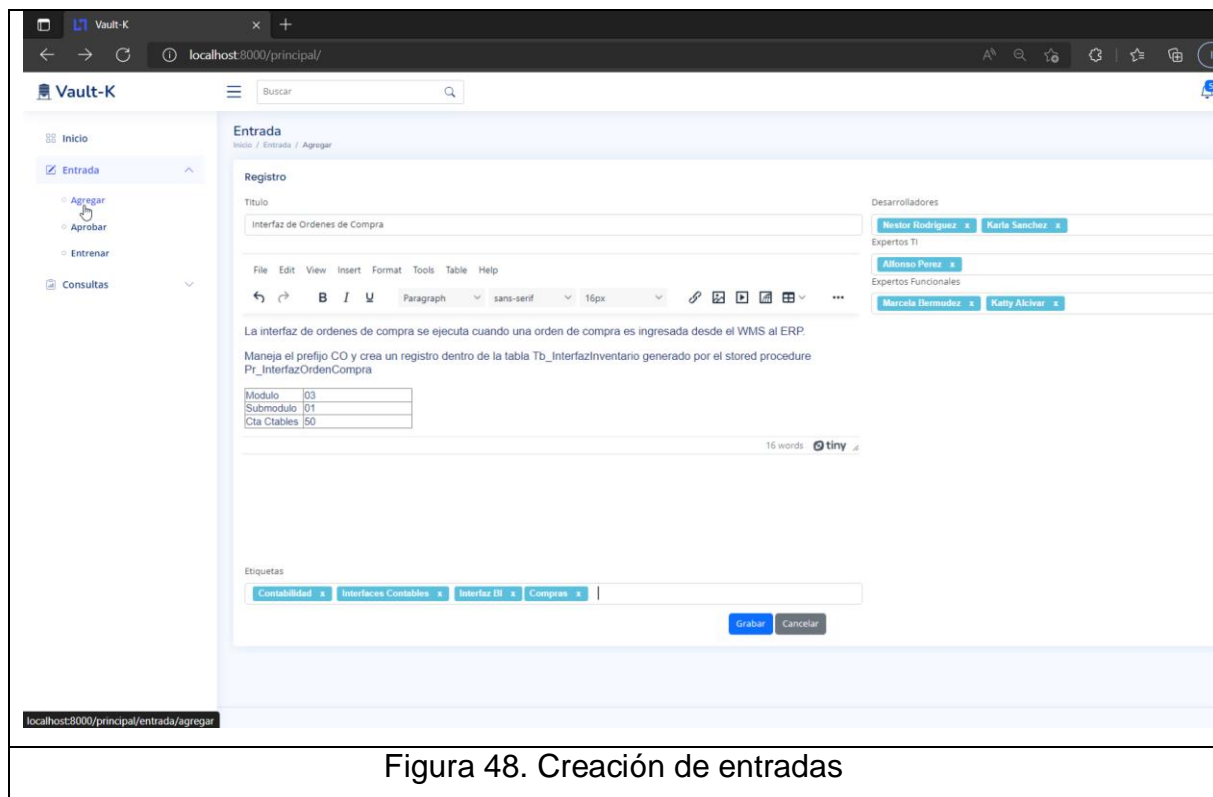 Vault-K
localhost:8000/principal/
Vault-K
Buscar
Inicio
Entrada
Agregar
Aprobar
Entrenar
Consultas
Entrada
Inicio / Entrada / Agregar
Registro
Titulo
Interfaz de Ordenes de Compra
File Edit View Insert Format Tools Table Help
B I U Paragraph sans-serif 16px
La interfaz de ordenes de compra se ejecuta cuando una orden de compra es ingresada desde el WMS al ERP.
Maneja el prefijo CO y crea un registro dentro de la tabla Tb_InterfazInventario generado por el stored procedure
Pr_InterfazOrdenCompra
Modulo 03
Submodulo 01
Cta Ctables 50
16 words tiny
Desarrolladores
Nestor Rodriguez x Karla Sanchez x
Expertos TI
Alfonso Perez x
Expertos Funcionales
Marcela Bermudez x Katty Alcivar x
Etiquetas
Contabilidad x Interfaces Contables x Interfaz BI x Compras x
Grabar Cancelar
localhost:8000/principal/entrada/agregar
Figura 48. Creación de entradas